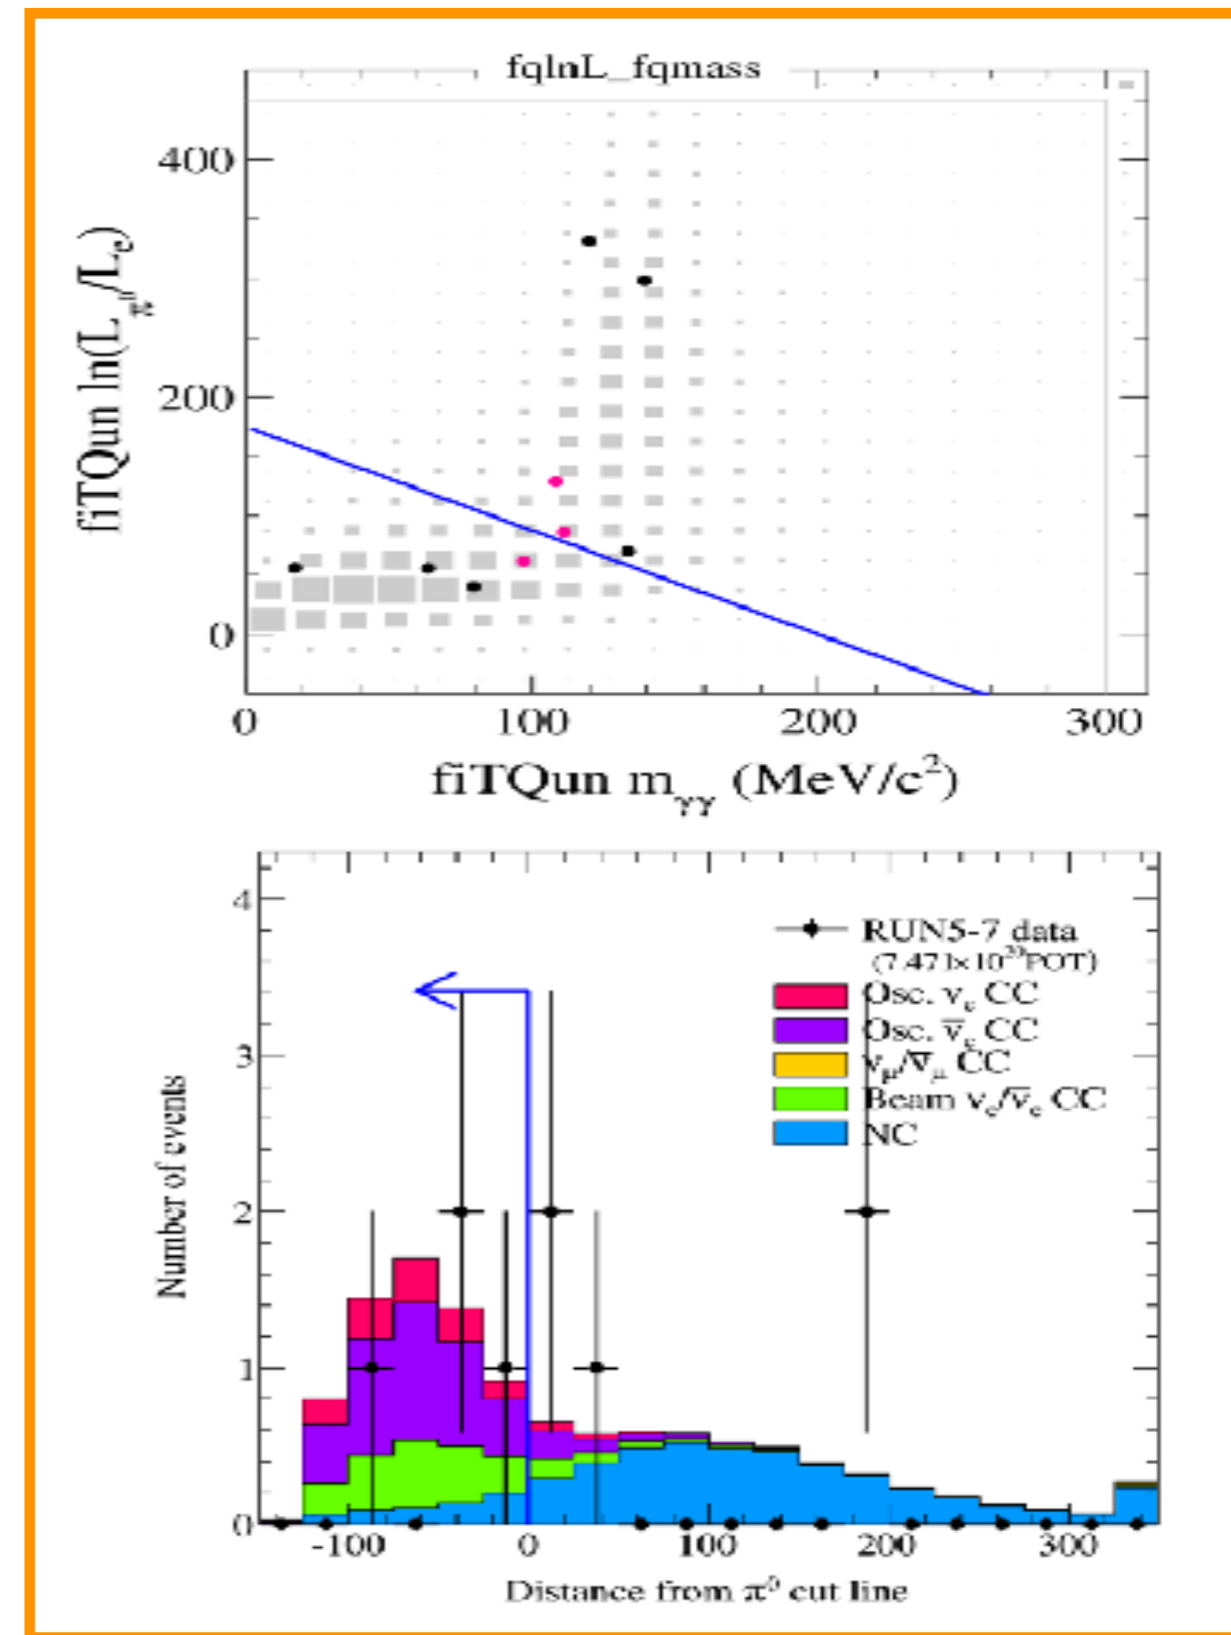 fqlnL_fqmass
400
200
0
fiTQun ln(L_π⁰/L_e)
0 100 200 300
fiTQun m_γγ (MeV/c²)
4
3
2
1
0
Number of events
RUN5-7 data
(7.471×10²⁰POT)
Osc. ν_e CC
Osc. ν̅_e CC
ν_μ/ν̅_μ CC
Beam ν_e/ν̅_e CC
NC
-100 0 100 200 300
Distance from π⁰ cut line